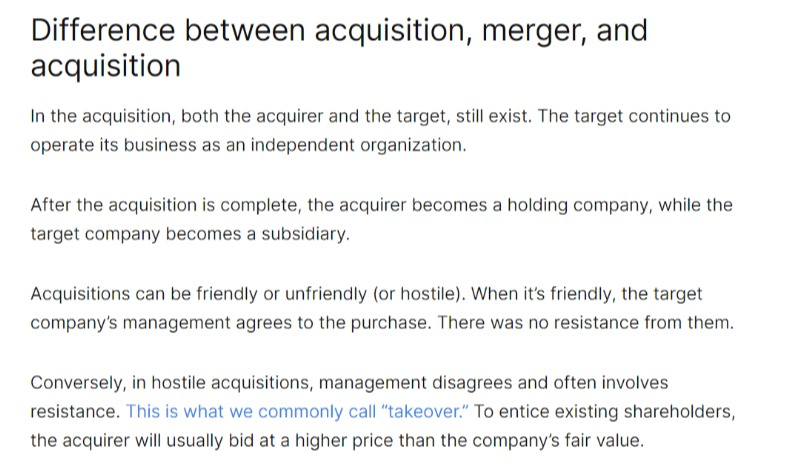 Difference between acquisition, merger, and
acquisition
In the acquisition, both the acquirer and the target, still exist. The target continues to
operate its business as an independent organization.
After the acquisition is complete, the acquirer becomes a holding company, while the
target company becomes a subsidiary.
Acquisitions can be friendly or unfriendly (or hostile). When it’s friendly, the target
company’s management agrees to the purchase. There was no resistance from them.
Conversely, in hostile acquisitions, management disagrees and often involves
resistance. This is what we commonly call “takeover.” To entice existing shareholders,
the acquirer will usually bid at a higher price than the company’s fair value.